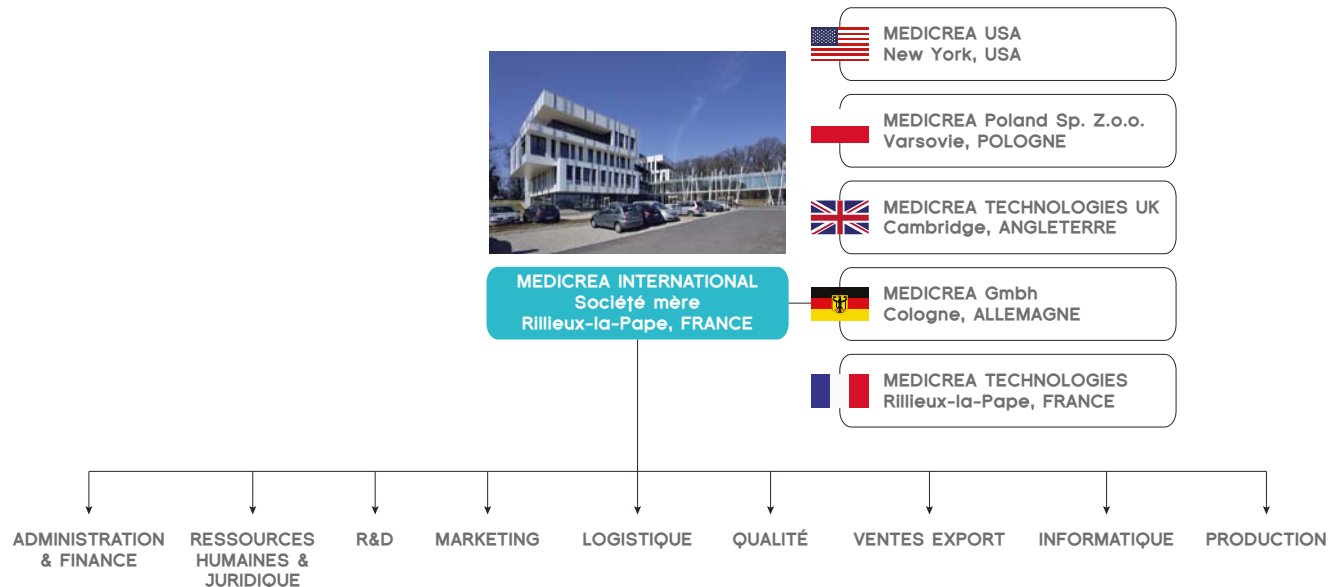 MEDICREA USA
New York, USA
MEDICREA Poland Sp. Z.o.o.
Varsovie, POLOGNE
MEDICREA TECHNOLOGIES UK
Cambridge, ANGLETERRE
MEDICREA INTERNATIONAL
Société mère
Rillieux-la-Pape, FRANCE
MEDICREA Gmbh
Cologne, ALLEMAGNE
MEDICREA TECHNOLOGIES
Rillieux-la-Pape, FRANCE
ADMINISTRATION
& FINANCE
RESSOURCES
HUMAINES &
JURIDIQUE
R&D
MARKETING
LOGISTIQUE
QUALITÉ
VENTES EXPORT
INFORMATIQUE
PRODUCTION